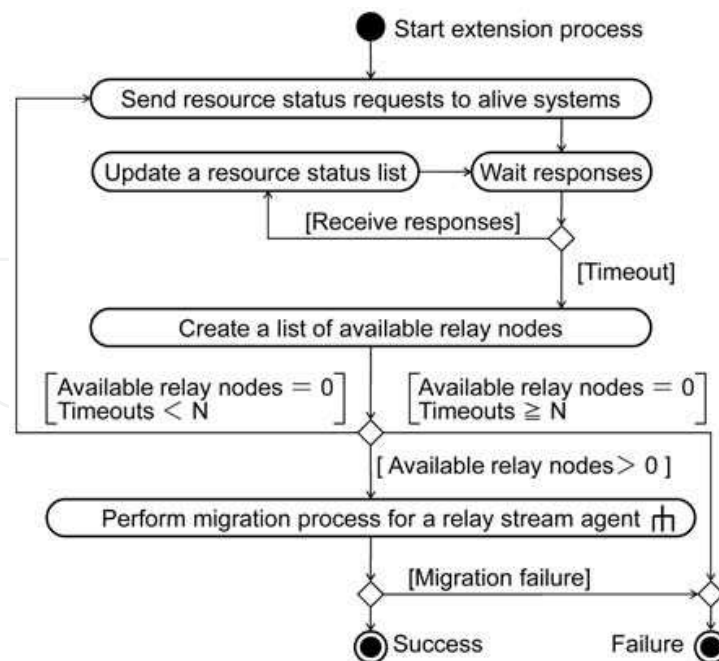 Start extension process
Send resource status requests to alive systems
Update a resource status list
Wait responses
[Receive responses]
[Timeout]
Create a list of available relay nodes
[Available relay nodes = 0
Timeouts < N]
[Available relay nodes = 0
Timeouts ≧ N]
[ Available relay nodes > 0 ]
Perform migration process for a relay stream agent
[Migration failure]
Success
Failure